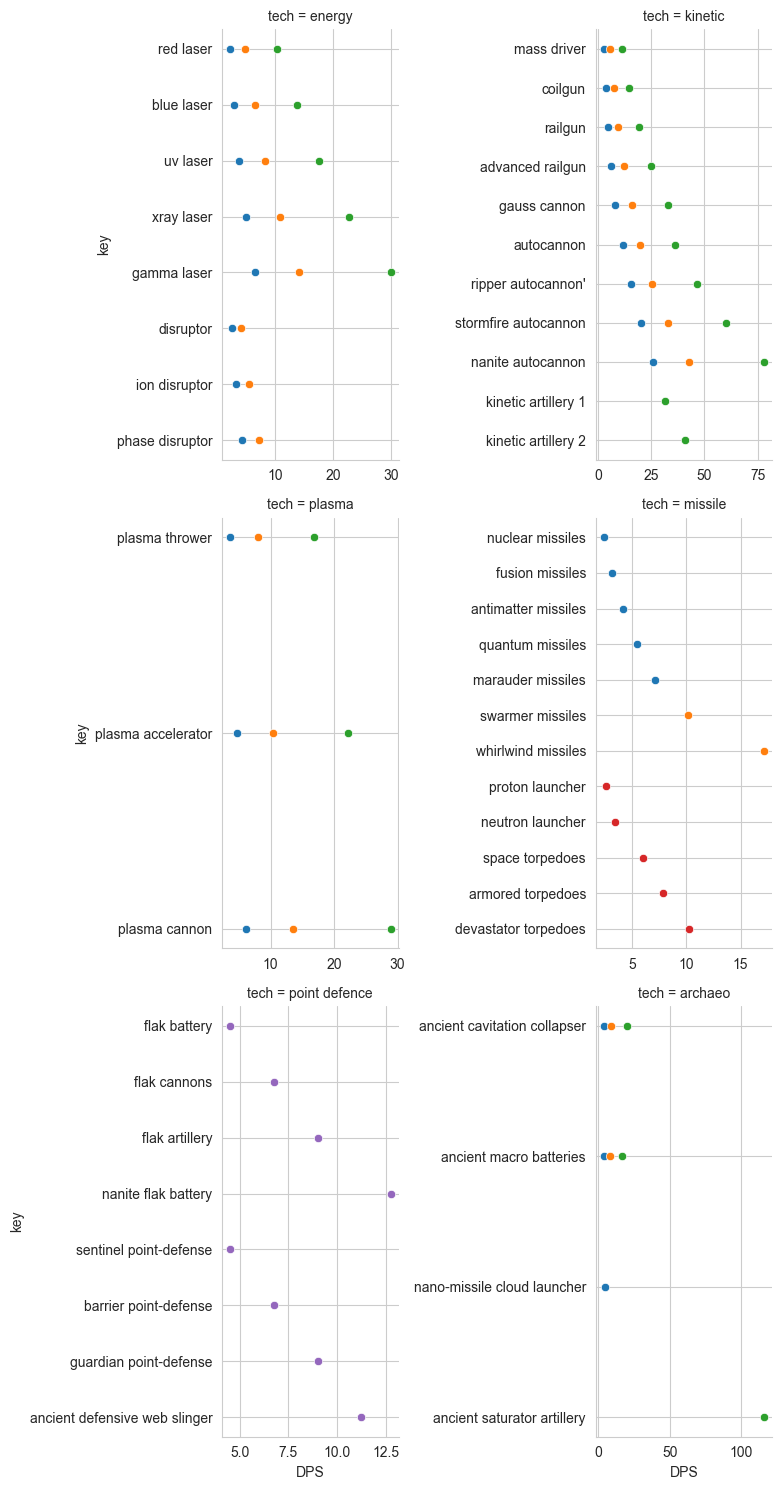 tech = energy
red laser
blue laser
uv laser
xray laser
gamma laser
disruptor
ion disruptor
phase disruptor
key
10
20
30
tech = kinetic
mass driver
coilgun
railgun
advanced railgun
gauss cannon
autocannon
ripper autocannon'
stormfire autocannon
nanite autocannon
kinetic artillery 1
kinetic artillery 2
0
25
50
75
tech = plasma
plasma thrower
plasma accelerator
plasma cannon
key
10
20
30
tech = missile
nuclear missiles
fusion missiles
antimatter missiles
quantum missiles
marauder missiles
swarmer missiles
whirlwind missiles
proton launcher
neutron launcher
space torpedoes
armored torpedoes
devastator torpedoes
5
10
15
tech = point defence
flak battery
flak cannons
flak artillery
nanite flak battery
sentinel point-defense
barrier point-defense
guardian point-defense
ancient defensive web slinger
key
5.0
7.5
10.0
12.5
DPS
tech = archaeo
ancient cavitation collapser
ancient macro batteries
nano-missile cloud launcher
ancient saturator artillery
0
50
100
DPS